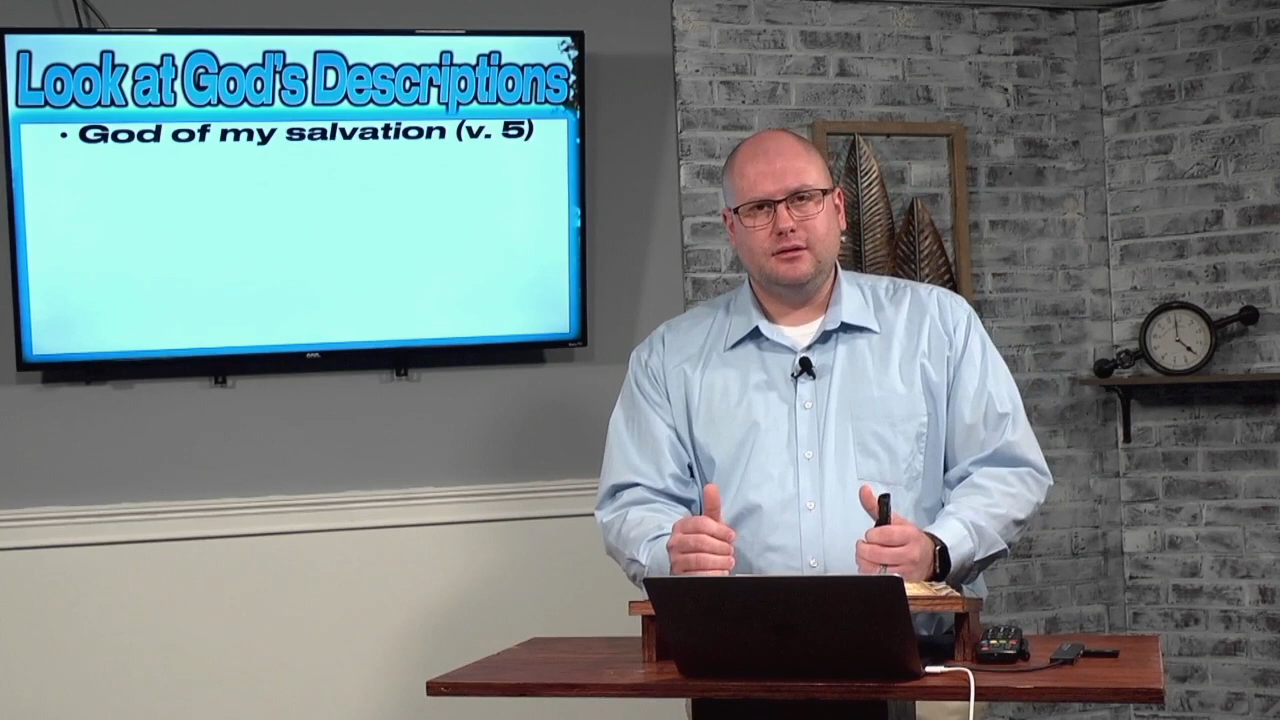 Look at God's Descriptions
• God of my salvation (v. 5)